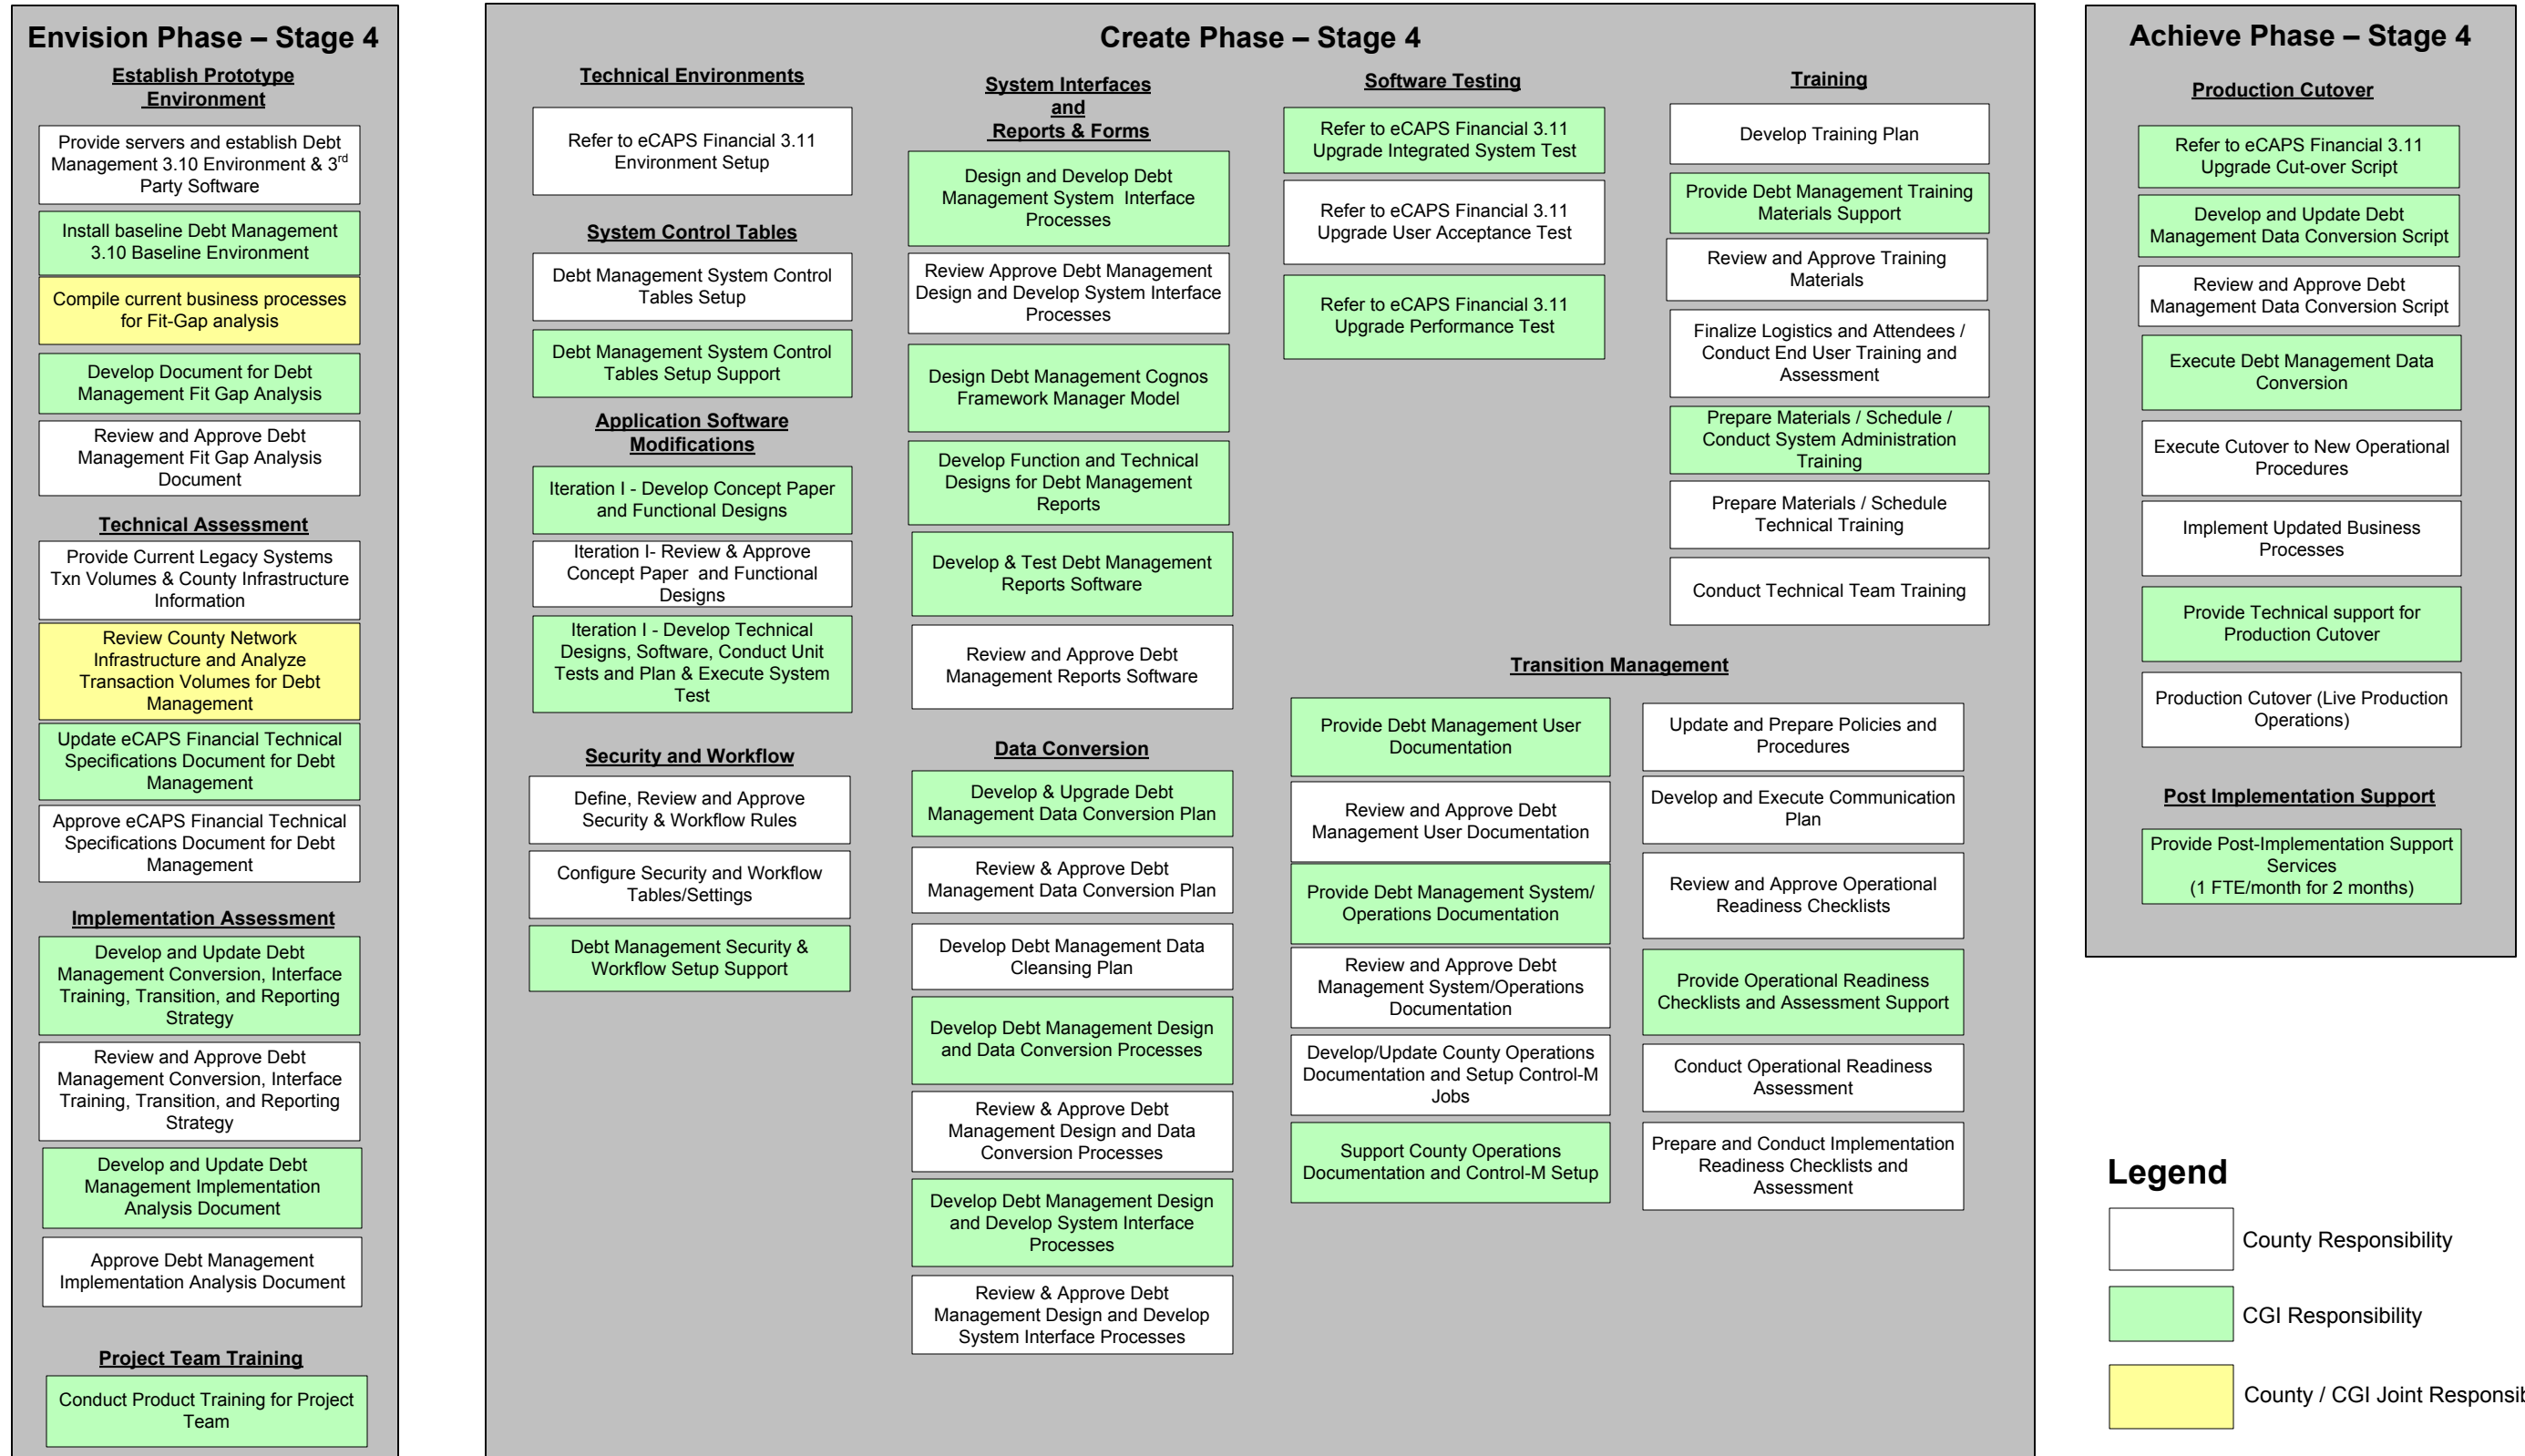 Envision Phase – Stage 4
Establish Prototype
Environment
Provide servers and establish Debt
Management 3.10 Environment & 3rd
Party Software
Install baseline Debt Management
3.10 Baseline Environment
Compile current business processes
for Fit-Gap analysis
Develop Document for Debt
Management Fit Gap Analysis
Review and Approve Debt
Management Fit Gap Analysis
Document
Technical Assessment
Provide Current Legacy Systems
Txn Volumes & County Infrastructure
Information
Review County Network
Infrastructure and Analyze
Transaction Volumes for Debt
Management
Update eCAPS Financial Technical
Specifications Document for Debt
Management
Approve eCAPS Financial Technical
Specifications Document for Debt
Management
Implementation Assessment
Develop and Update Debt
Management Conversion, Interface
Training, Transition, and Reporting
Strategy
Review and Approve Debt
Management Conversion, Interface
Training, Transition, and Reporting
Strategy
Develop and Update Debt
Management Implementation
Analysis Document
Approve Debt Management
Implementation Analysis Document
Project Team Training
Conduct Product Training for Project
Team
Create Phase – Stage 4
Technical Environments
Refer to eCAPS Financial 3.11
Environment Setup
System Control Tables
Debt Management System Control
Tables Setup
Debt Management System Control
Tables Setup Support
Application Software
Modifications
Iteration I - Develop Concept Paper
and Functional Designs
Iteration I- Review & Approve
Concept Paper and Functional
Designs
Iteration I - Develop Technical
Designs, Software, Conduct Unit
Tests and Plan & Execute System
Test
Security and Workflow
Define, Review and Approve
Security & Workflow Rules
Configure Security and Workflow
Tables/Settings
Debt Management Security &
Workflow Setup Support
System Interfaces
and
Reports & Forms
Design and Develop Debt
Management System Interface
Processes
Review Approve Debt Management
Design and Develop System Interface
Processes
Design Debt Management Cognos
Framework Manager Model
Develop Function and Technical
Designs for Debt Management
Reports
Develop & Test Debt Management
Reports Software
Review and Approve Debt
Management Reports Software
Data Conversion
Develop & Upgrade Debt
Management Data Conversion Plan
Review & Approve Debt
Management Data Conversion Plan
Develop Debt Management Data
Cleansing Plan
Develop Debt Management Design
and Data Conversion Processes
Review & Approve Debt
Management Design and Data
Conversion Processes
Develop Debt Management Design
and Develop System Interface
Processes
Review & Approve Debt
Management Design and Develop
System Interface Processes
Software Testing
Refer to eCAPS Financial 3.11
Upgrade Integrated System Test
Refer to eCAPS Financial 3.11
Upgrade User Acceptance Test
Refer to eCAPS Financial 3.11
Upgrade Performance Test
Training
Develop Training Plan
Provide Debt Management Training
Materials Support
Review and Approve Training
Materials
Finalize Logistics and Attendees /
Conduct End User Training and
Assessment
Prepare Materials / Schedule /
Conduct System Administration
Training
Prepare Materials / Schedule
Technical Training
Conduct Technical Team Training
Transition Management
Provide Debt Management User
Documentation
Review and Approve Debt
Management User Documentation
Provide Debt Management System/
Operations Documentation
Review and Approve Debt
Management System/Operations
Documentation
Develop/Update County Operations
Documentation and Setup Control-M
Jobs
Support County Operations
Documentation and Control-M Setup
Update and Prepare Policies and
Procedures
Develop and Execute Communication
Plan
Review and Approve Operational
Readiness Checklists
Provide Operational Readiness
Checklists and Assessment Support
Conduct Operational Readiness
Assessment
Prepare and Conduct Implementation
Readiness Checklists and
Assessment
Achieve Phase – Stage 4
Production Cutover
Refer to eCAPS Financial 3.11
Upgrade Cut-over Script
Develop and Update Debt
Management Data Conversion Script
Review and Approve Debt
Management Data Conversion Script
Execute Debt Management Data
Conversion
Execute Cutover to New Operational
Procedures
Implement Updated Business
Processes
Provide Technical support for
Production Cutover
Production Cutover (Live Production
Operations)
Post Implementation Support
Provide Post-Implementation Support
Services
(1 FTE/month for 2 months)
Legend
County Responsibility
CGI Responsibility
County / CGI Joint